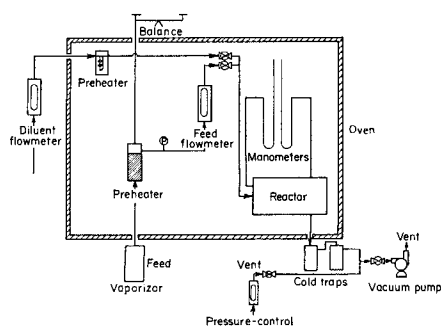 Balance
Preheater
Diluent
flowmeter
Feed
flowmeter
P
Oven
Manometers
Preheater
Reactor
Feed
Vaporizor
Vent
Cold traps
Vent
Vacuum pump
Pressure-control